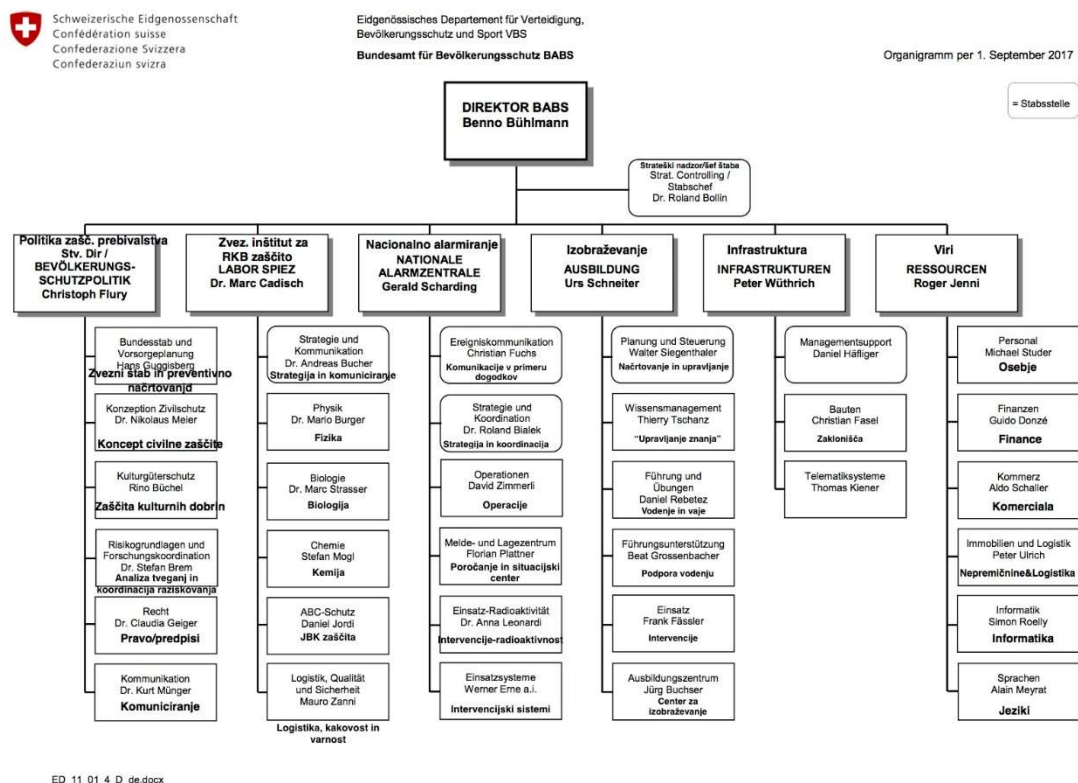 Schweizerische Eidgenossenschaft
Confédération suisse
Confederazione Svizzera
Confederaziun svizra
Eidgenössisches Departement für Verteidigung,
Bevölkerungsschutz und Sport VBS
Bundesamt für Bevölkerungsschutz BABS
Organigramm per 1. September 2017
= Stabsstelle
DIREKTOR BABS
Benno Bühlmann
Strateški nadzor/šef štaba
Strat. Controlling /
Stabschef
Dr. Roland Bollin
Politika zašč. prebivalstva
Stv. Dir /
BEVÖLKERUNGS-
SCHUTZPOLITIK
Christoph Flury
Zvez. inštitut za
RKB zaščito
LABOR SPIEZ
Dr. Marc Cadisch
Nacionalno alarmiranje
NATIONALE
ALARMZENTRALE
Gerald Scharding
Izobraževanje
AUSBILDUNG
Urs Schneiter
Infrastruktura
INFRASTRUKTUREN
Peter Wüthrich
Viri
RESSOURCEN
Roger Jenni
Bundesstab und
Vorsorgeplanung
Hans Guggisberg
Zvezni štab in preventivno
načrtovanjd
Konzeption Zivilschutz
Dr. Nikolaus Meier
Koncept civilne zaščite
Kulturgüterschutz
Rino Büchel
Zaščita kulturnih dobrin
Risikogrundlagen und
Forschungskoordination
Dr. Stefan Brem
Analiza tveganj in
koordinacija raziskovanja
Recht
Dr. Claudia Geiger
Pravo/predpisi
Kommunikation
Dr. Kurt Münger
Komuniciranje
Strategie und
Kommunikation
Dr. Andreas Bucher
Strategija in komuniciranje
Physik
Dr. Mario Burger
Fizika
Biologie
Dr. Marc Strasser
Biologija
Chemie
Stefan Mogl
Kemija
ABC-Schutz
Daniel Jordi
JBK zaščita
Logistik, Qualität
und Sicherheit
Mauro Zanni
Logistika, kakovost in
varnost
Ereigniskommunikation
Christian Fuchs
Komunikacije v primeru
dogodkov
Strategie und
Koordination
Dr. Roland Bialek
Strategija in koordinacija
Operationen
David Zimmerli
Operacije
Melde- und Lagezentrum
Florian Plattner
Poročanje in situacijski
center
Einsatz-Radioaktivität
Dr. Anna Leonardi
Intervencije-radioaktivnost
Einsatzsysteme
Werner Erne a.i.
Intervencijski sistemi
Planung und Steuerung
Walter Siegenthaler
Načrtovanje in upravljanje
Wissensmanagement
Thierry Tschanz
“Upravljanje znanja”
Führung und
Übungen
Daniel Rebetez
Vodenje in vaje
Führungsunterstützung
Beat Grossenbacher
Podpora vodenju
Einsatz
Frank Fässler
Intervencije
Ausbildungszentrum
Jürg Buchser
Center za
izobraževanje
Managementsupport
Daniel Häfliger
Bauten
Christian Fasel
Zaklonišča
Telematiksysteme
Thomas Kiener
Personal
Michael Studer
Osebje
Finanzen
Guido Donzé
Finance
Kommerz
Aldo Schaller
Komerciala
Immobilien und Logistik
Peter Ulrich
Nepremičnine&Logistika
Informatik
Simon Roelly
Informatika
Sprachen
Alain Meyrat
Jeziki
ED_11_01_4_D_de.docx